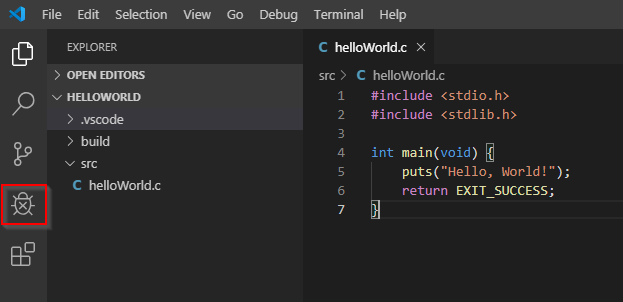 File Edit Selection View Go Debug Terminal Help
EXPLORER
OPEN EDITORS
HELLOWORLD
.vscode
build
src
helloWorld.c
helloWorld.c
src > helloWorld.c
1 #include <stdio.h>
2 #include <stdlib.h>
3
4 int main(void) {
5 puts("Hello, World!");
6 return EXIT_SUCCESS;
7 }